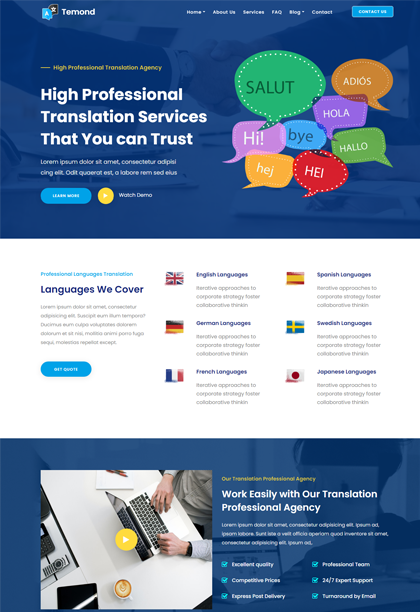 Temond
Home About Us Services FAQ Blog Contact
CONTACT US
High Professional Translation Agency
High Professional
Translation Services
That You can Trust
Lorem ipsum dolor sit amet, consectetur adipisi
cing elit. Odit quaerat est, a labore rem sed eius
LEARN MORE
Watch Demo
SALUT
ADIÓS
HOLA
Hi!
bye
HALLO
hej
HEI
Professional Languages Translation
Languages We Cover
Lorem ipsum dolor sit amet, consectetur
adipisicing elit. Suscipit eum illum tempora?
Ducimus eum culpa voluptates dolorem
dolorum et sit nisi, mollitia animi porro fuga
sequi, molestias repellat except.
GET QUOTE
English Languages
Iterative approaches to
corporate strategy foster
collaborative thinkin
Spanish Languages
Iterative approaches to
corporate strategy foster
collaborative thinkin
German Languages
Iterative approaches to
corporate strategy foster
collaborative thinkin
Swedish Languages
Iterative approaches to
corporate strategy foster
collaborative thinkin
French Languages
Iterative approaches to
corporate strategy foster
collaborative thinkin
Japanese Languages
Iterative approaches to
corporate strategy foster
collaborative thinkin
Our Translation Professional Agency
Work Easily with Our Translation
Professional Agency
Lorem ipsum dolor sit amet, consectetur adipisicing elit. Ipsum ad,
ipsam laborum. Sunt iste a velit officia aperiam quod inventore sit amet,
consectetur adipisicing elit. Ipsum ad,
Excellent quality
Professional Team
Competitive Prices
24/7 Expert Support
Express Post Delivery
Turnaround by Email